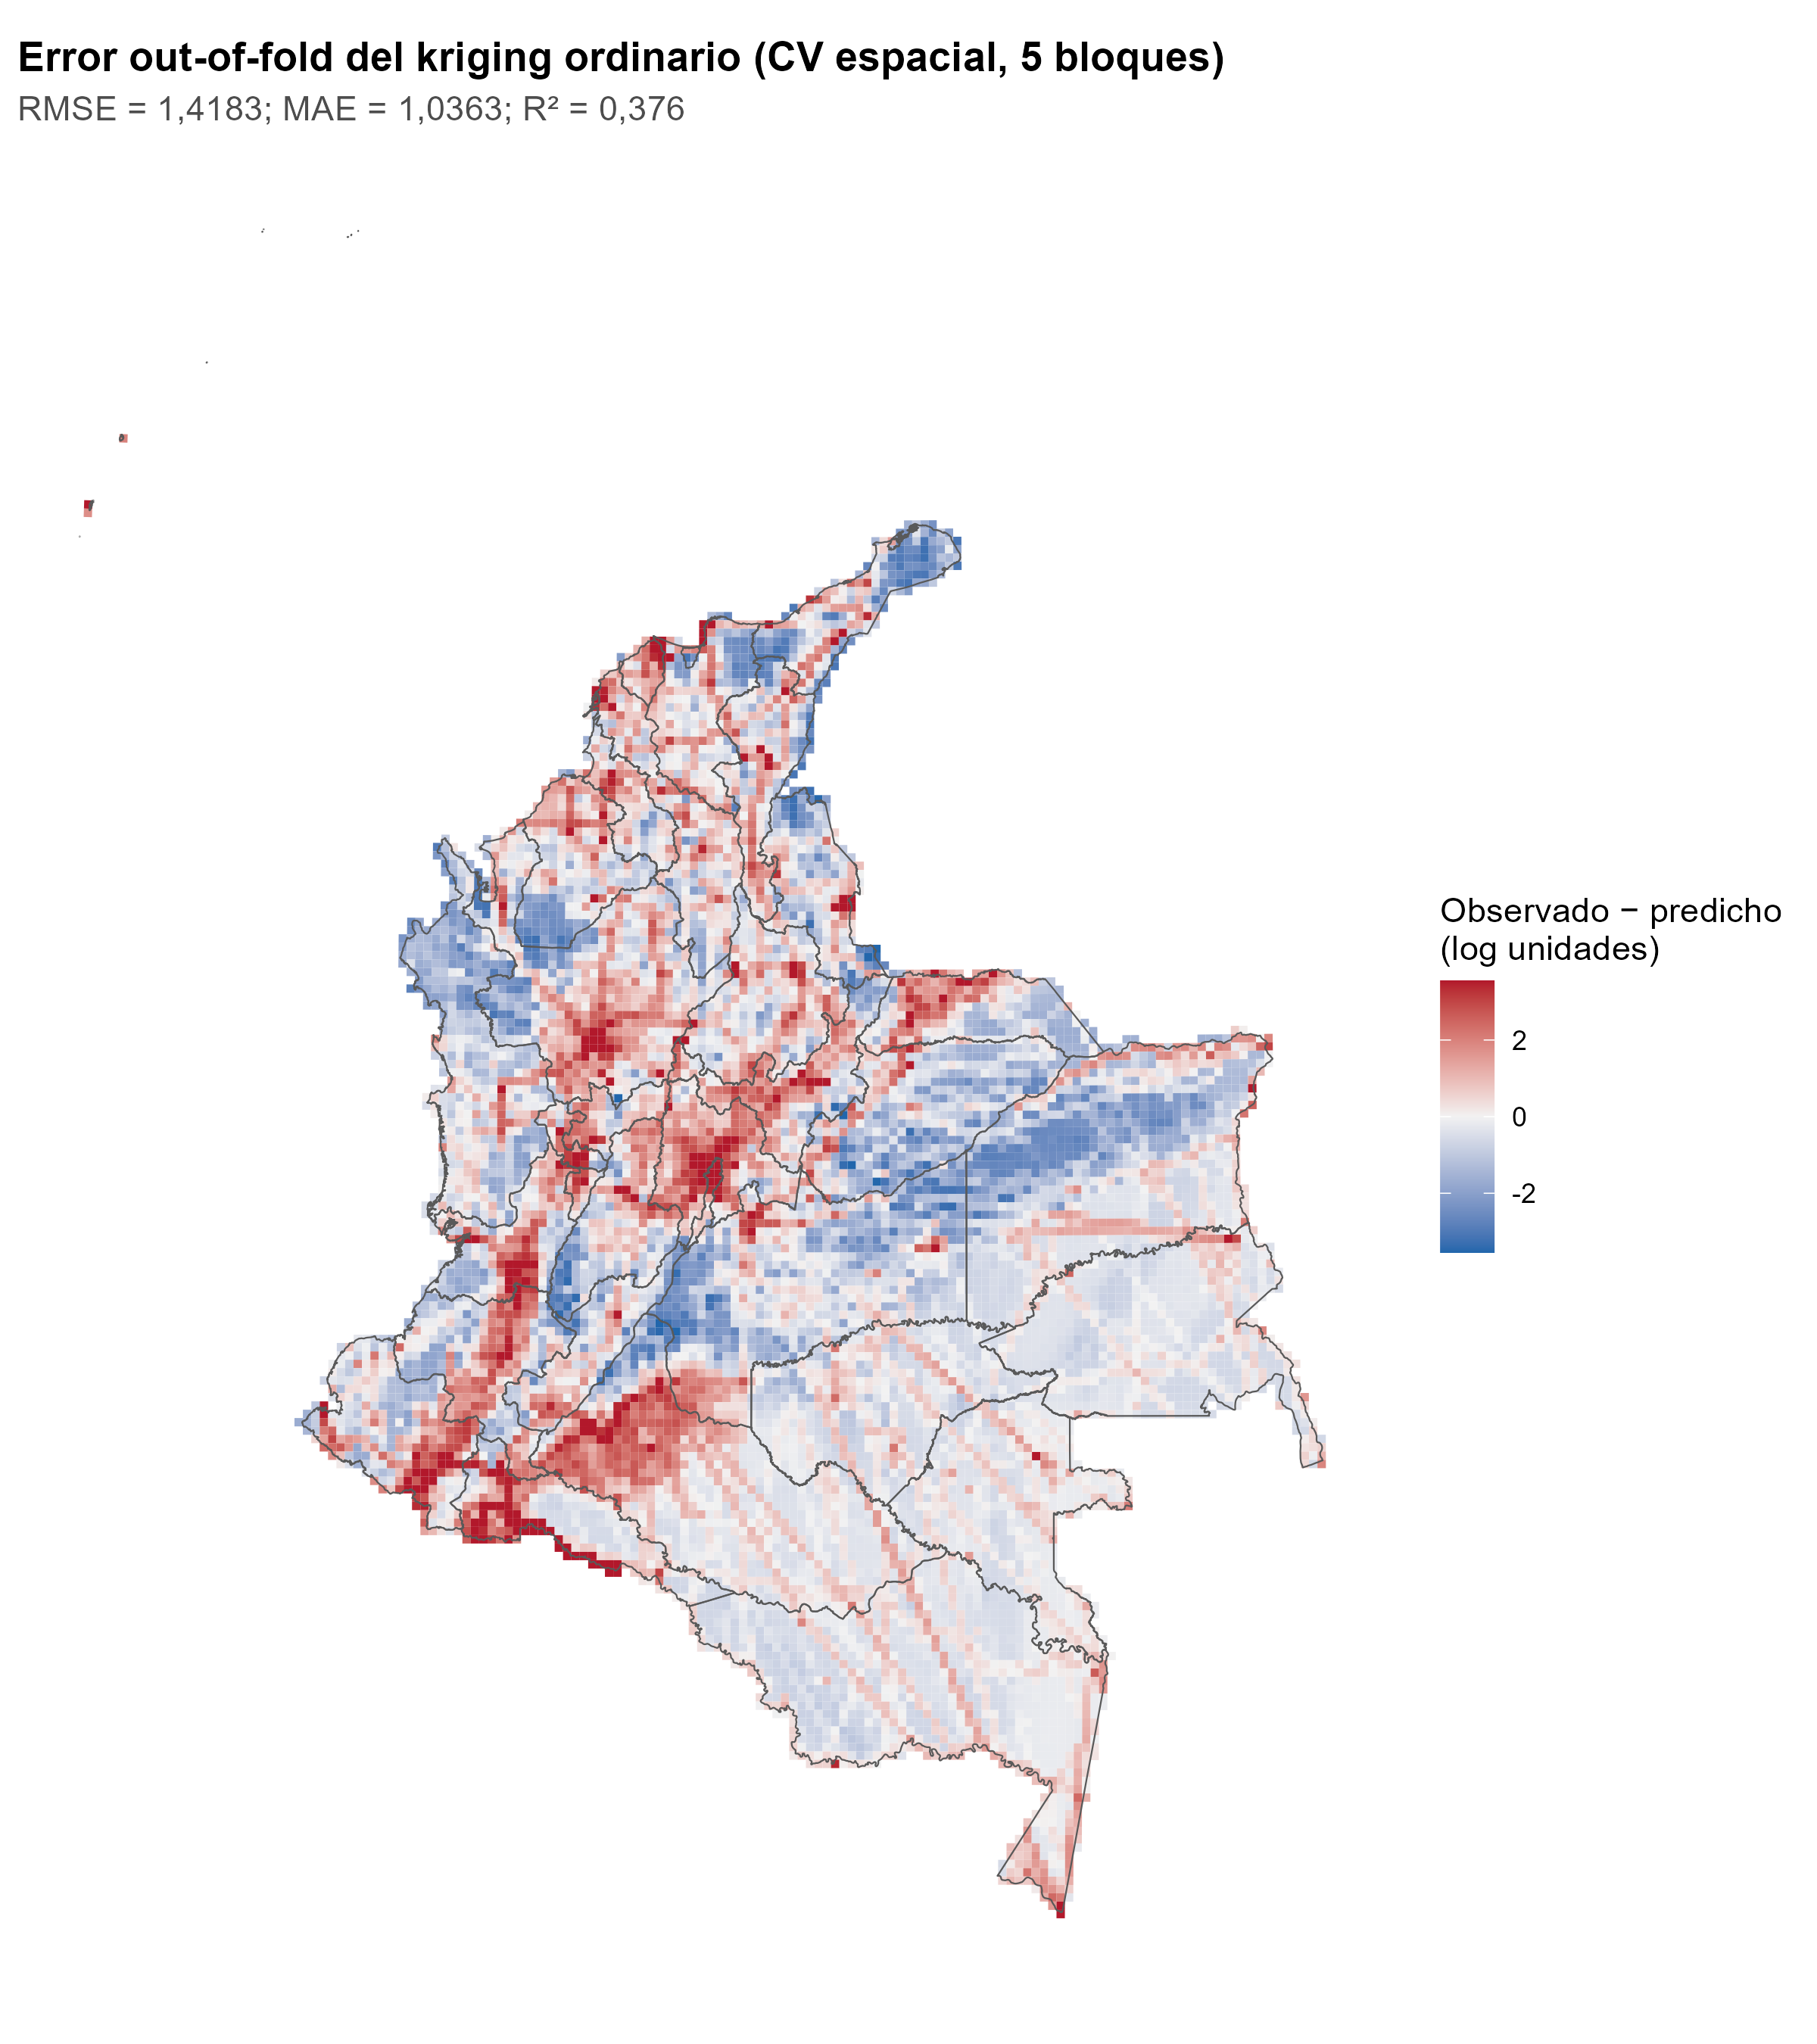 Error out-of-fold del kriging ordinario (CV espacial, 5 bloques)
RMSE = 1,4183; MAE = 1,0363; R² = 0,376
Observado − predicho
(log unidades)
2
0
-2